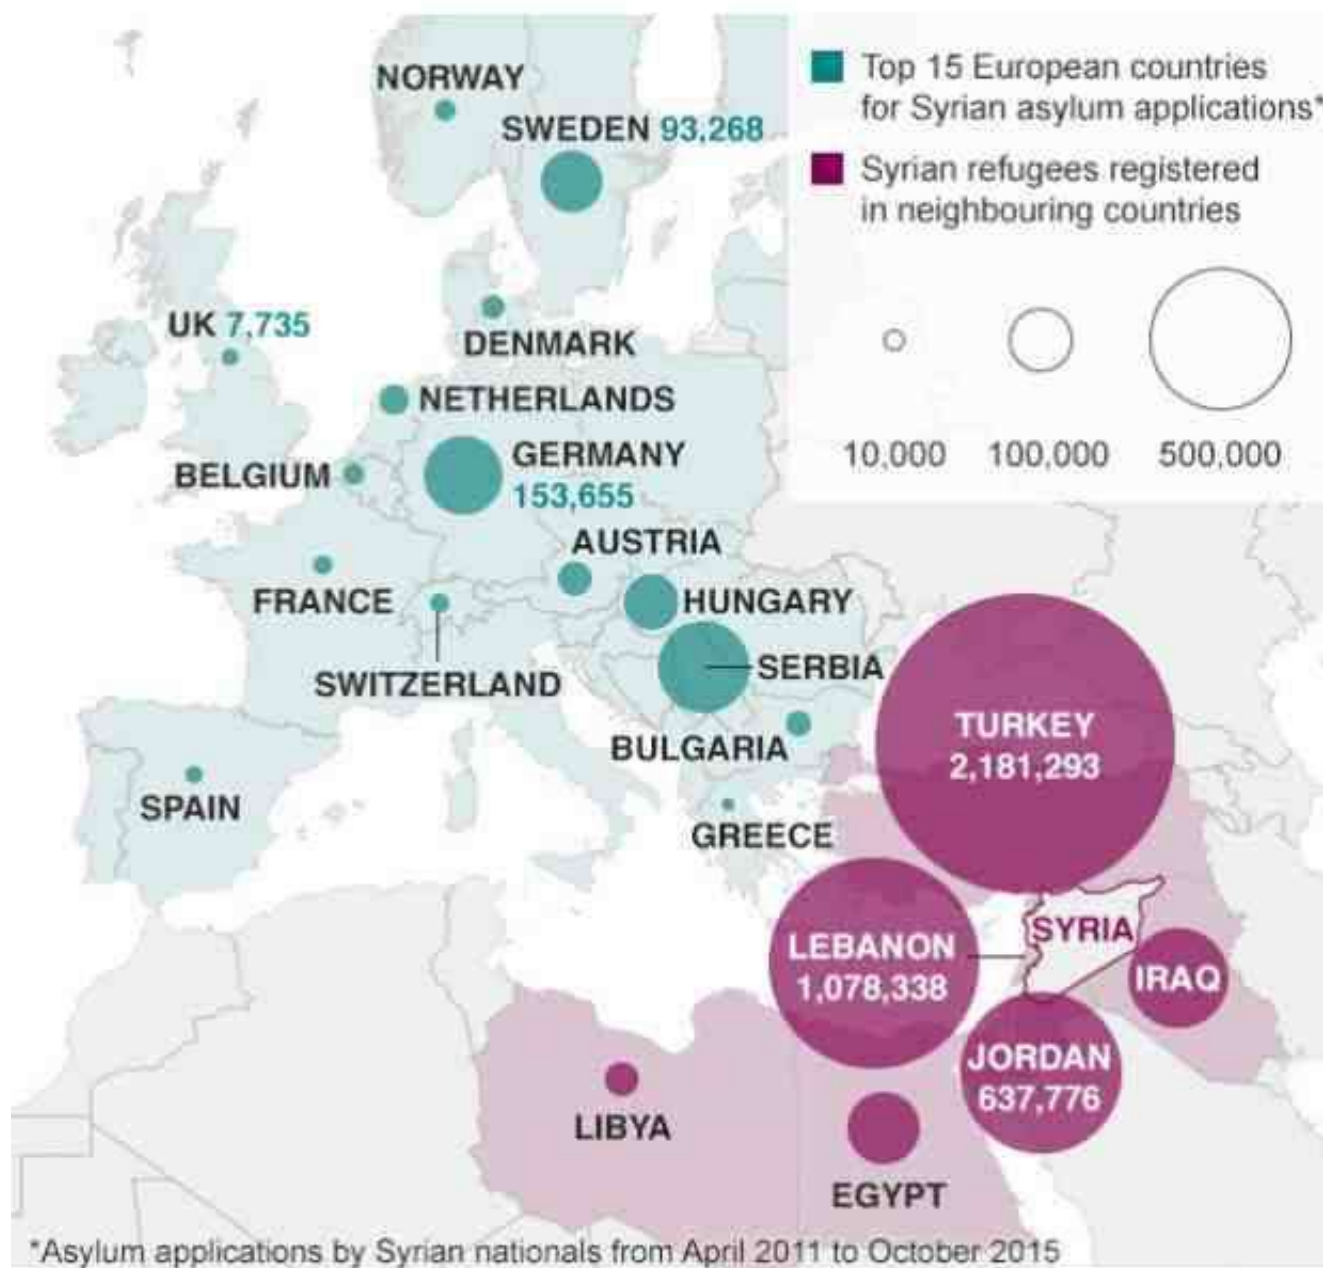 Top 15 European countries
for Syrian asylum applications*
Syrian refugees registered
in neighbouring countries
10,000 100,000 500,000
NORWAY
SWEDEN 93,268
UK 7,735
DENMARK
NETHERLANDS
BELGIUM
GERMANY
153,655
AUSTRIA
FRANCE
HUNGARY
SWITZERLAND
SERBIA
BULGARIA
SPAIN
GREECE
TURKEY
2,181,293
SYRIA
LEBANON
1,078,338
IRAQ
JORDAN
637,776
LIBYA
EGYPT
*Asylum applications by Syrian nationals from April 2011 to October 2015